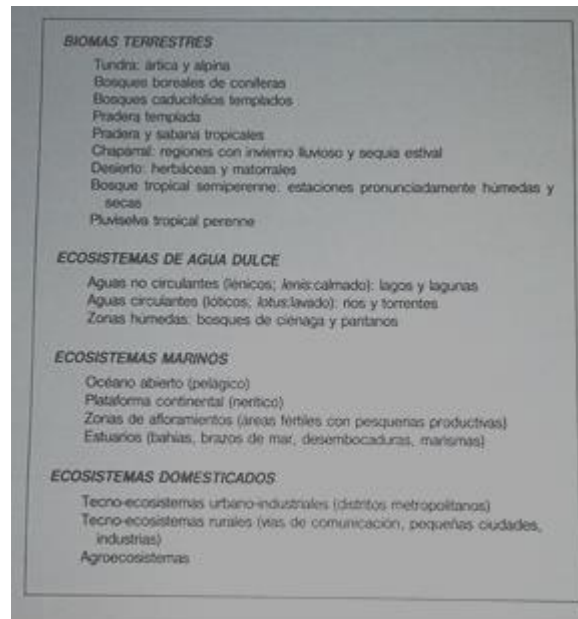 BIOMAS TERRESTRES
Tundra: ártica y alpina
Bosques boreales de coníferas
Bosques caducifolios templados
Pradera templada
Pradera y sabana tropicales
Chaparral: regiones con invierno lluvioso y sequía estival
Desierto: herbáceas y matorrales
Bosque tropical semiperenne: estaciones pronunciadamente húmedas y
secas
Pluviselva tropical perenne
ECOSISTEMAS DE AGUA DULCE
Aguas no circulantes (lénicos; lenis:calmado): lagos y lagunas
Aguas circulantes (lóticos; lotus:lavado): ríos y torrentes
Zonas húmedas: bosques de ciénaga y pantanos
ECOSISTEMAS MARINOS
Océano abierto (pelágico)
Plataforma continental (nerítico)
Zonas de afloramientos (áreas fértiles con pesquerías productivas)
Estuarios (bahías, brazos de mar, desembocaduras, marismas)
ECOSISTEMAS DOMESTICADOS
Tecno-ecosistemas urbano-industriales (distritos metropolitanos)
Tecno-ecosistemas rurales (vías de comunicación, pequeñas ciudades,
industrias)
Agroecosistemas